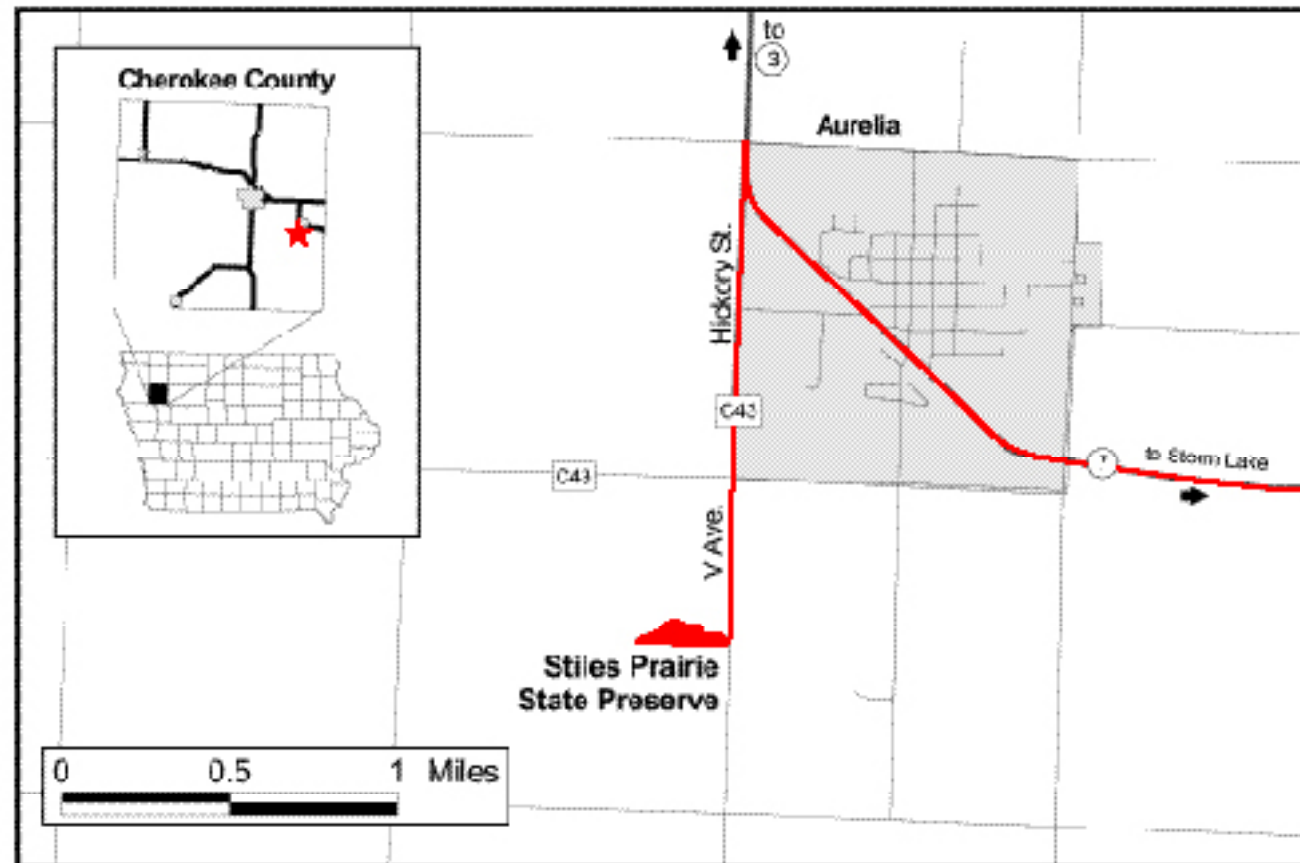 Cherokee County
to
3
Aurelia
Hickory St.
C43
C43
7
to Storm Lake
V Ave.
Stiles Prairie
State Preserve
0 0.5 1 Miles